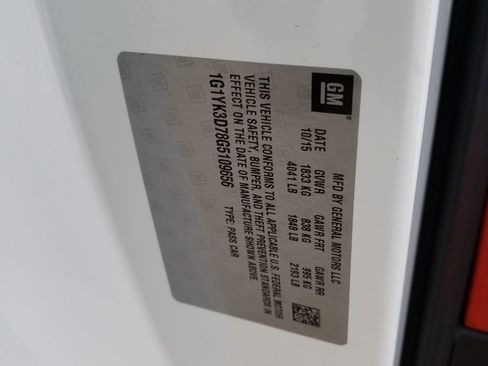 GM
MFD BY GENERAL MOTORS LLC
DATE GVWR GAWR FRT GAWR RR
10/15 1833 KG 838 KG 995 KG
4041 LB 1848 LB 2193 LB
THIS VEHICLE CONFORMS TO ALL APPLICABLE U.S. FEDERAL MOTOR
VEHICLE SAFETY, BUMPER, AND THEFT PREVENTION STANDARDS IN
EFFECT ON THE DATE OF MANUFACTURE SHOWN ABOVE.
1G1YK3D78G5109656 TYPE: PASS CAR